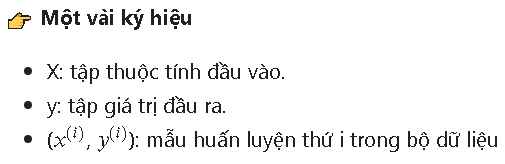 👉 Một vài ký hiệu
• X: tập thuộc tính đầu vào.
• y: tập giá trị đầu ra.
• (x^(i), y^(i)): mẫu huấn luyện thứ i trong bộ dữ liệu